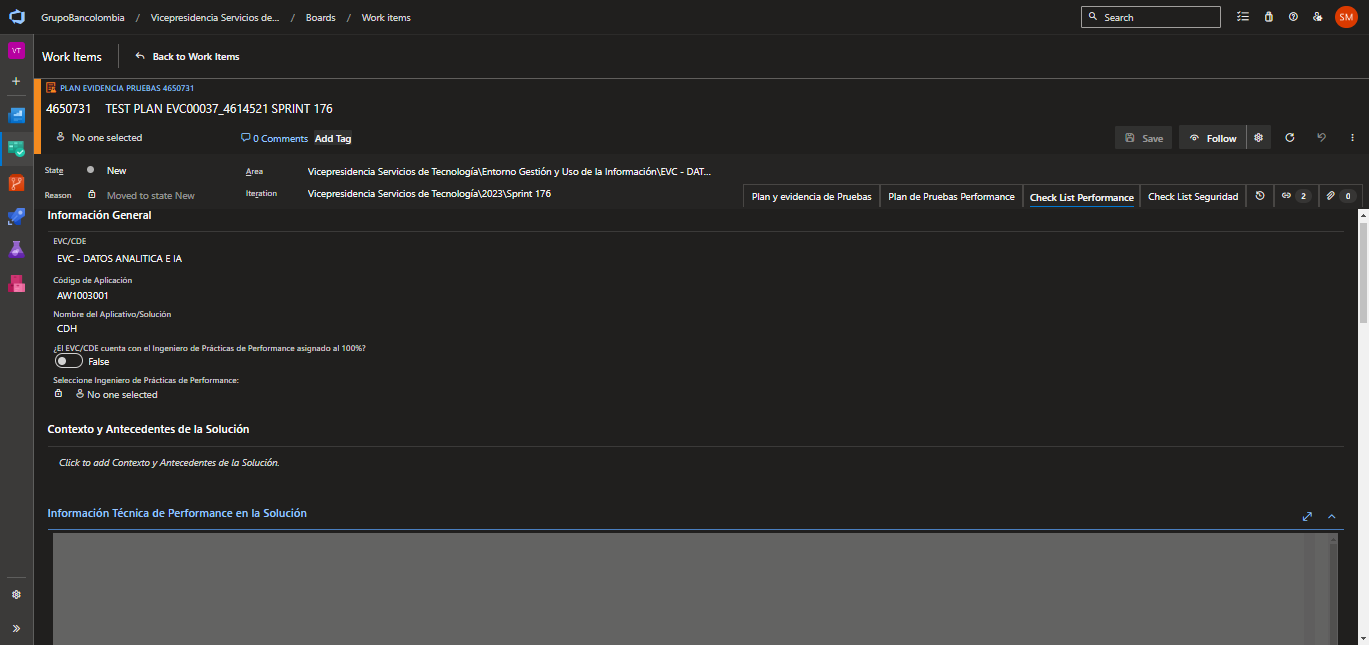 GrupoBancolombia / Vicepresidencia Servicios de... / Boards / Work items
Search
SM
VT
Work Items
Back to Work Items
PLAN EVIDENCIA PRUEBAS 4650731
4650731 TEST PLAN EVC00037_4614521 SPRINT 176
No one selected
0 Comments
Add Tag
Save
Follow
State New
Area Vicepresidencia Servicios de Tecnología\Entorno Gestión y Uso de la Información\EVC - DAT...
Reason Moved to state New
Iteration Vicepresidencia Servicios de Tecnología\2023\Sprint 176
Plan y evidencia de Pruebas
Plan de Pruebas Performance
Check List Performance
Check List Seguridad
2
0
Información General
EVC/CDE
EVC - DATOS ANALITICA E IA
Código de Aplicación
AW1003001
Nombre del Aplicativo/Solución
CDH
¿El EVC/CDE cuenta con el Ingeniero de Prácticas de Performance asignado al 100%?
False
Seleccione Ingeniero de Prácticas de Performance:
No one selected
Contexto y Antecedentes de la Solución
Click to add Contexto y Antecedentes de la Solución.
Información Técnica de Performance en la Solución